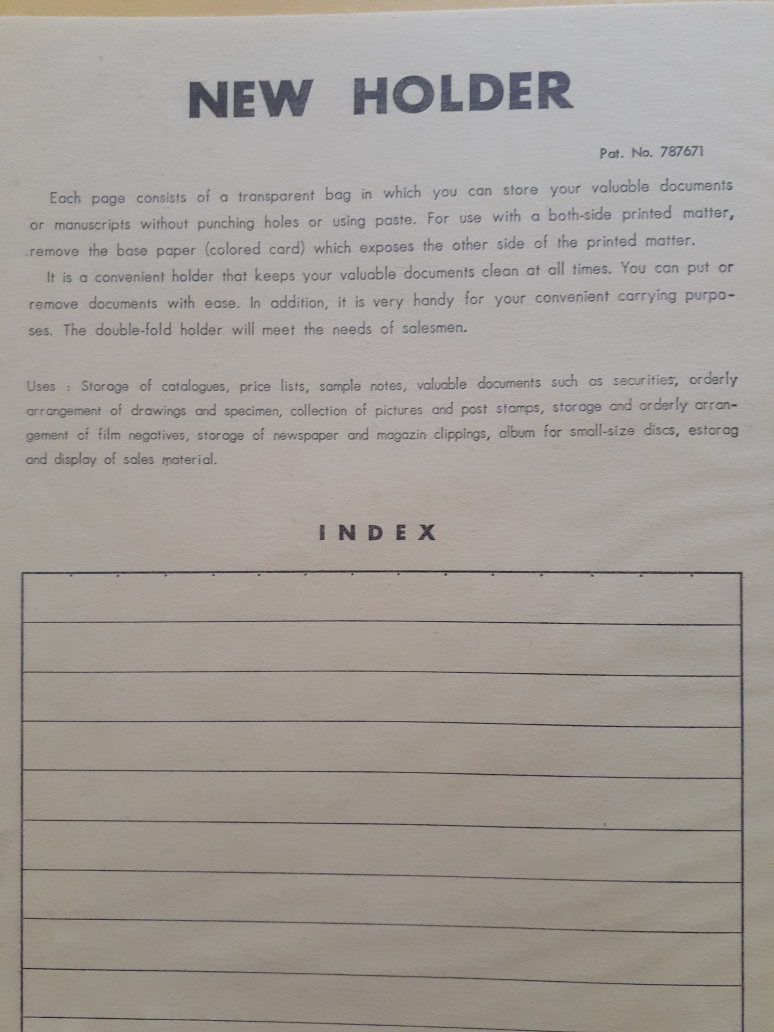 NEW HOLDER
Pat. No. 787671
Each page consists of a transparent bag in which you can store your valuable documents
or manuscripts without punching holes or using paste. For use with a both-side printed matter,
remove the base paper (colored card) which exposes the other side of the printed matter.
It is a convenient holder that keeps your valuable documents clean at all times. You can put or
remove documents with ease. In addition, it is very handy for your convenient carrying purpo-
ses. The double-fold holder will meet the needs of salesmen.
Uses : Storage of catalogues, price lists, sample notes, valuable documents such as securities, orderly
arrangement of drawings and specimen, collection of pictures and post stamps, storage and orderly arran-
gement of film negatives, storage of newspaper and magazin clippings, album for small-size discs, estorag
and display of sales material.
INDEX